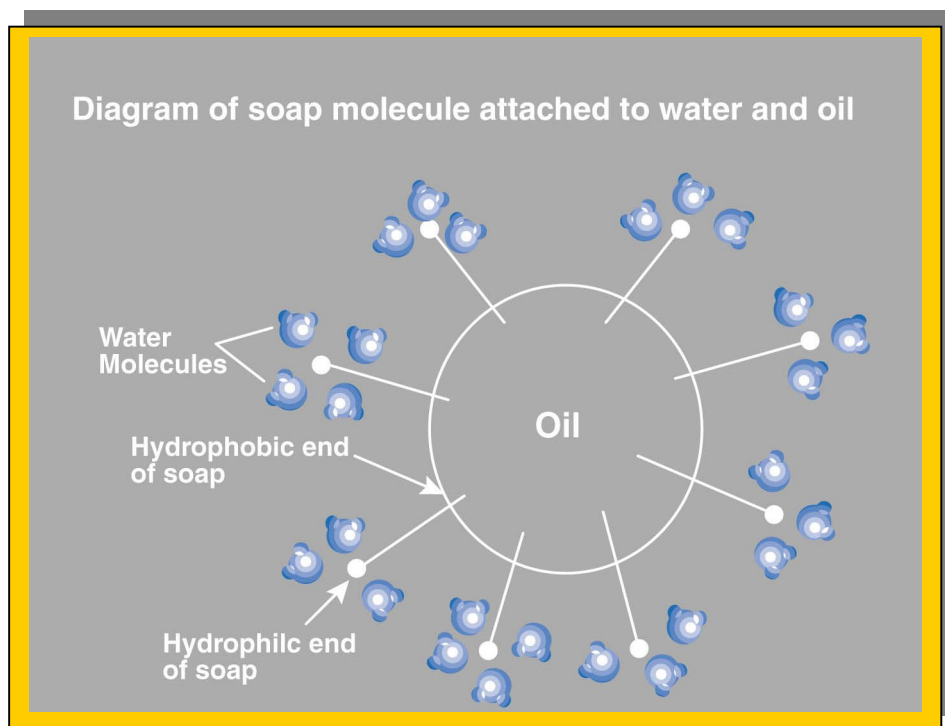 Diagram of soap molecule attached to water and oil
Water
Molecules
Oil
Hydrophobic end
of soap
Hydrophilc end
of soap